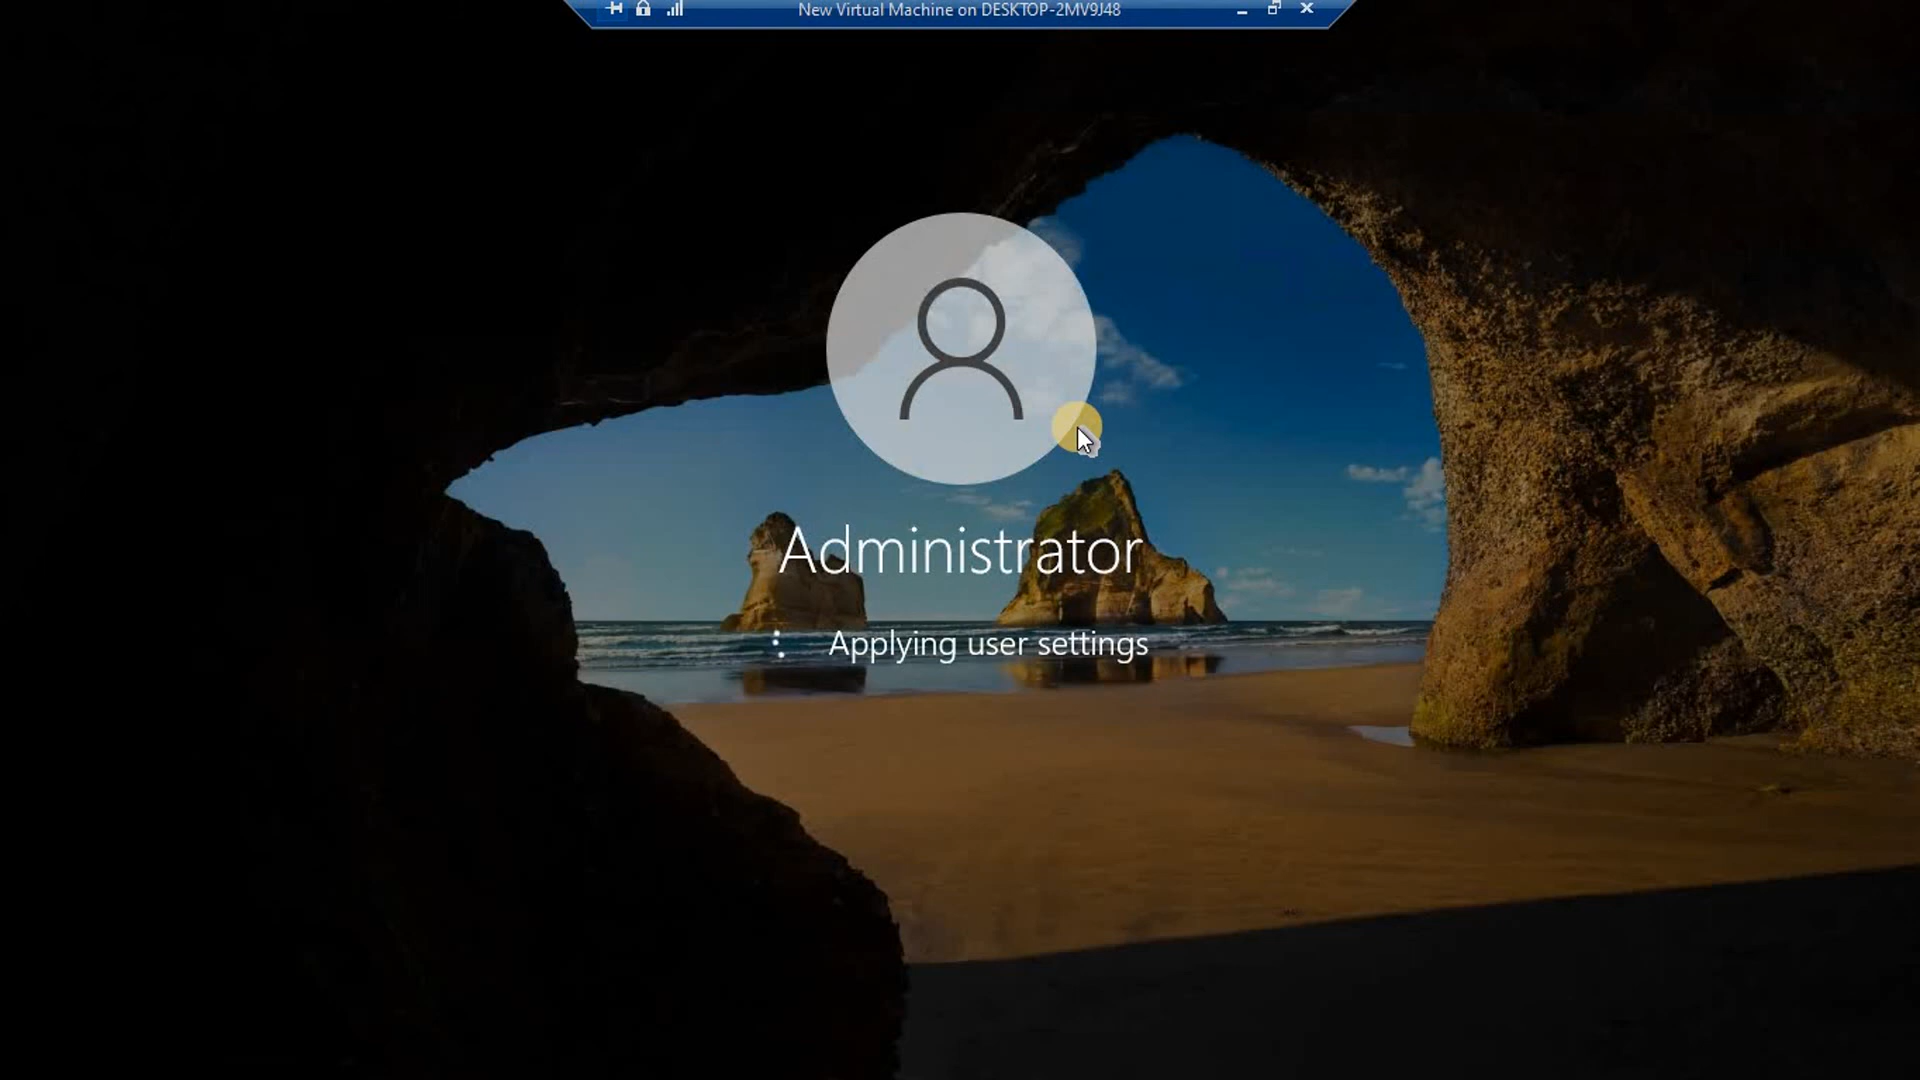 New Virtual Machine on DESKTOP-2MV9J48
Administrator
Applying user settings